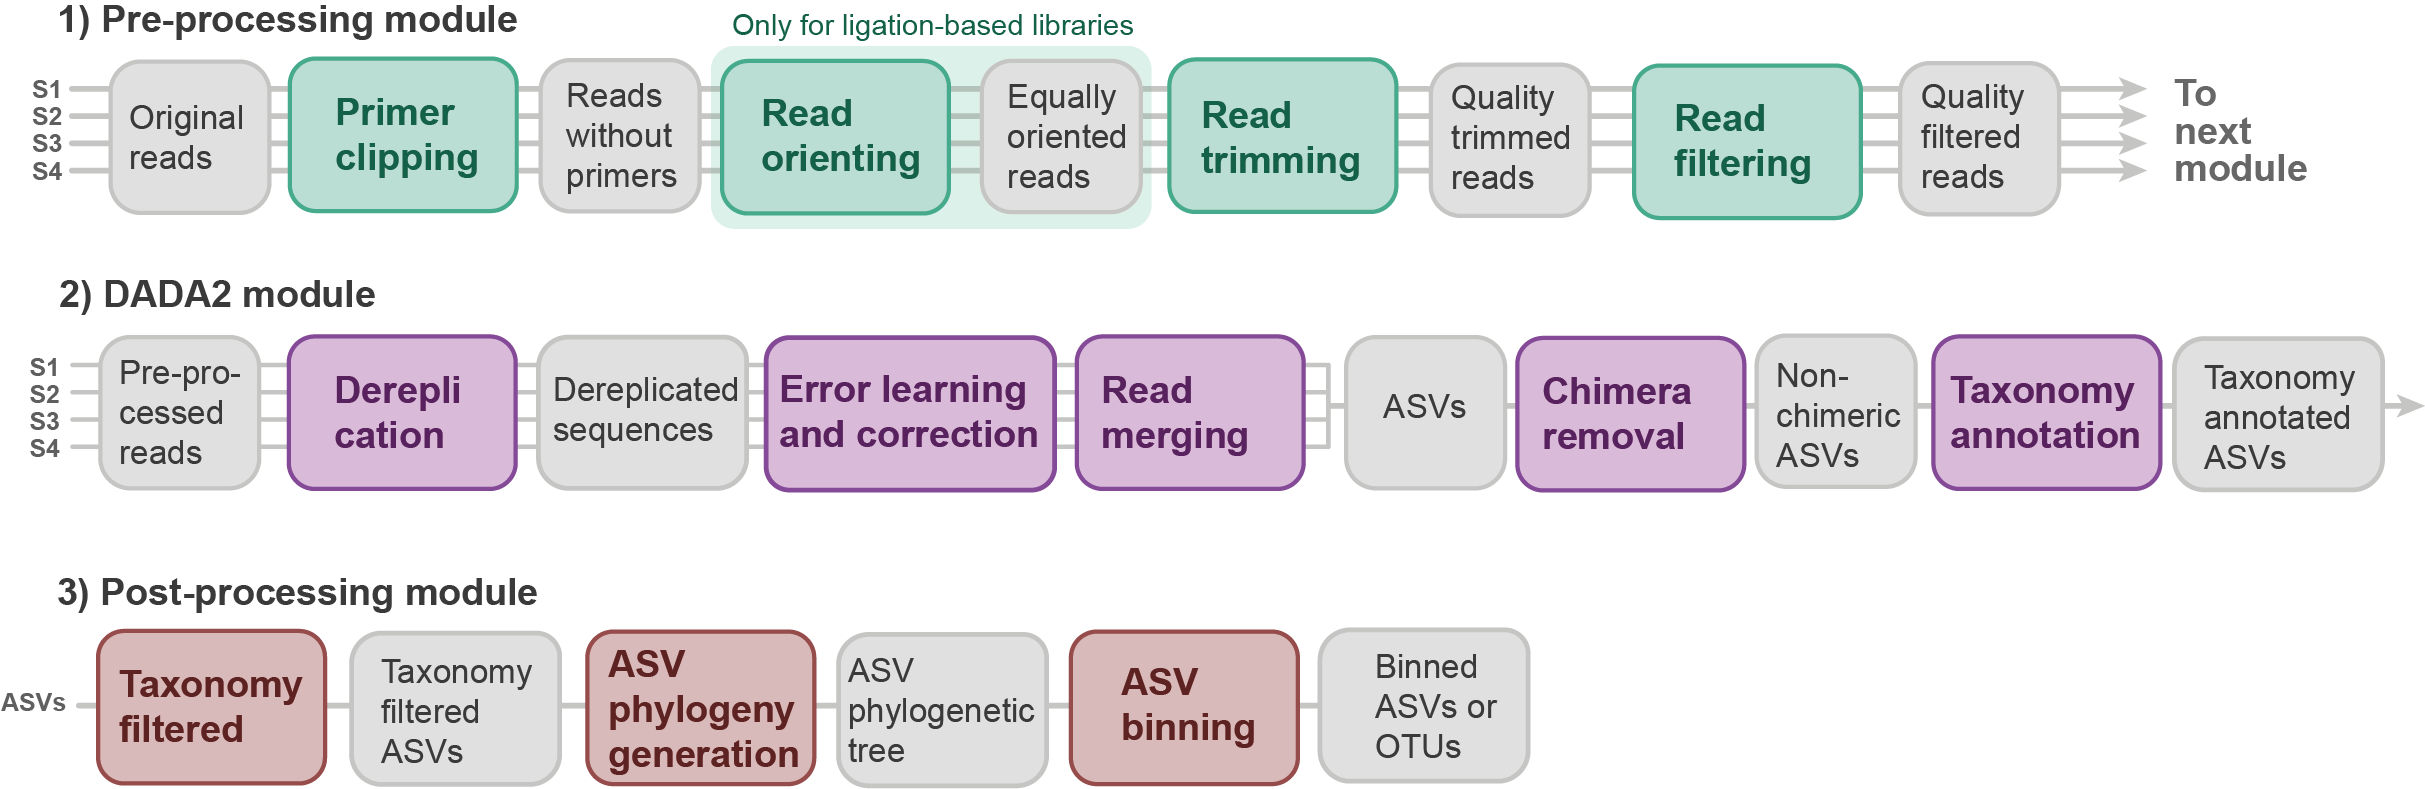 1) Pre-processing module
Only for ligation-based libraries
S1
S2
S3
S4
Original
reads
Primer
clipping
Reads
without
primers
Read
orienting
Equally
oriented
reads
Read
trimming
Quality
trimmed
reads
Read
filtering
Quality
filtered
reads
To
next
module
2) DADA2 module
S1
S2
S3
S4
Pre-pro-
cessed
reads
Derepli
cation
Dereplicated
sequences
Error learning
and correction
Read
merging
ASVs
Chimera
removal
Non-
chimeric
ASVs
Taxonomy
annotation
Taxonomy
annotated
ASVs
3) Post-processing module
ASVs
Taxonomy
filtered
Taxonomy
filtered
ASVs
ASV
phylogeny
generation
ASV
phylogenetic
tree
ASV
binning
Binned
ASVs or
OTUs